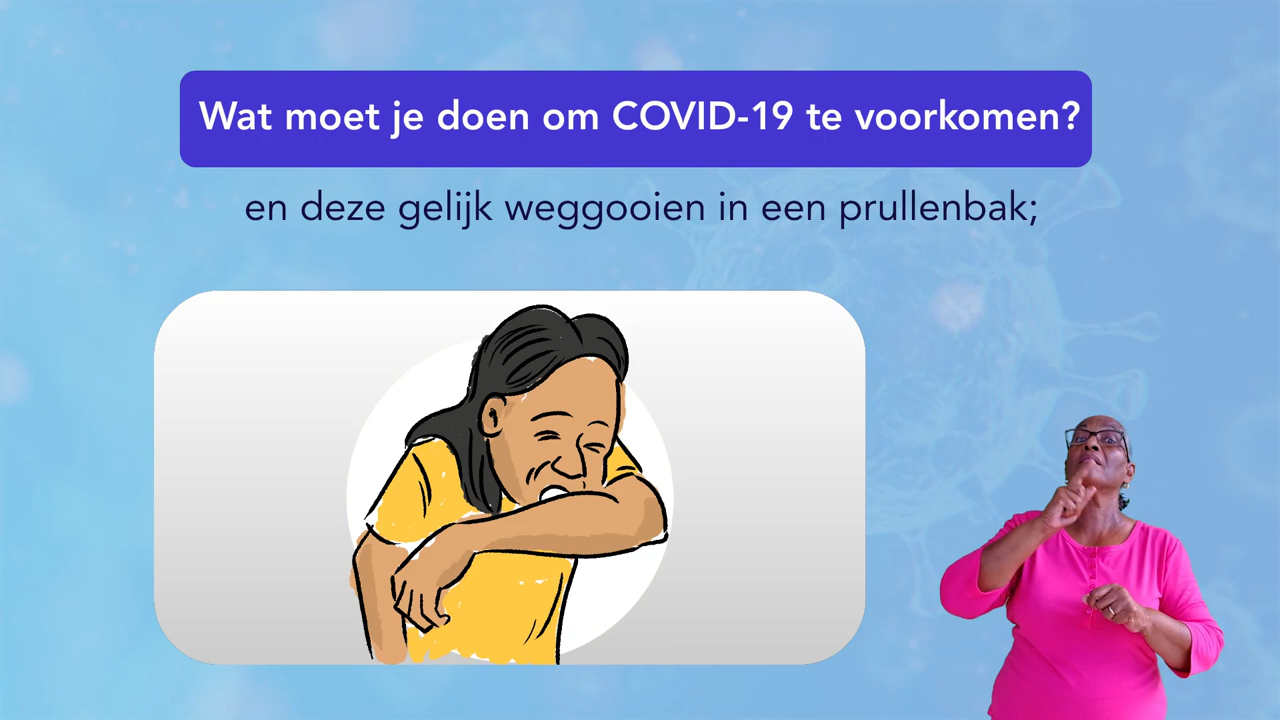 Wat moet je doen om COVID-19 te voorkomen?
en deze gelijk weggooien in een prullenbak;